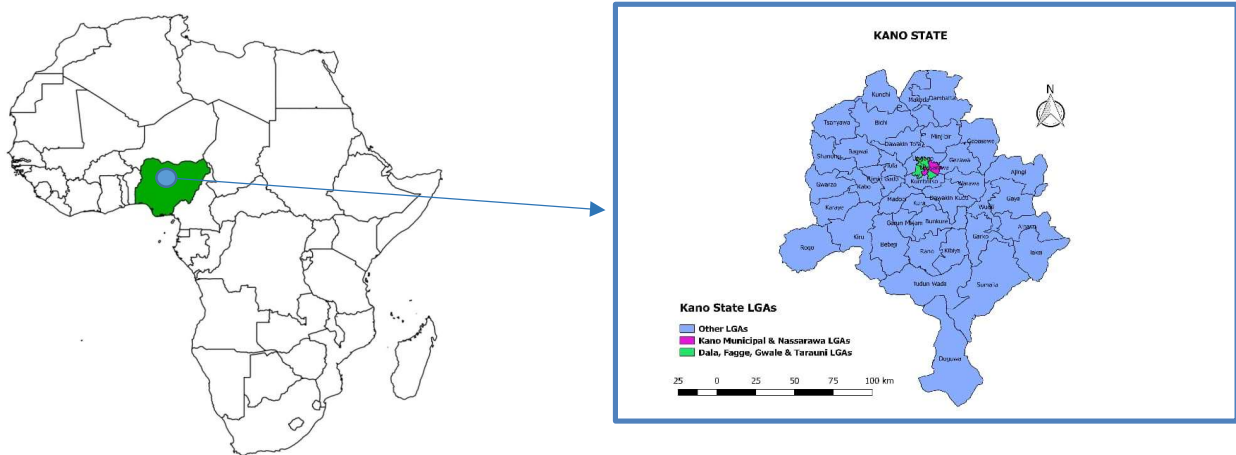 KANO STATE
N
Kunchi
Makoda
Dambatta
Tsanyawa
Bichi
Minjibir
Gabasawa
Dawakin Tofa
Bagwai
Shanono
Gezawa
Ungogo
Rimin Gado
Kumbotso
Ajingi
Gwarzo
Kabo
Warawa
Gaya
Madobi
Kura
Dawakin Kudu
Wudil
Karaye
Garun Malam
Bunkure
Albasu
Kiru
Garko
Rogo
Bebeji
Rano
Kibiya
Takai
Tudun Wada
Sumaila
Doguwa
Kano State LGAs
Other LGAs
Kano Municipal & Nassarawa LGAs
Dala, Fagge, Gwale & Tarauni LGAs
25 0 25 50 75 100 km